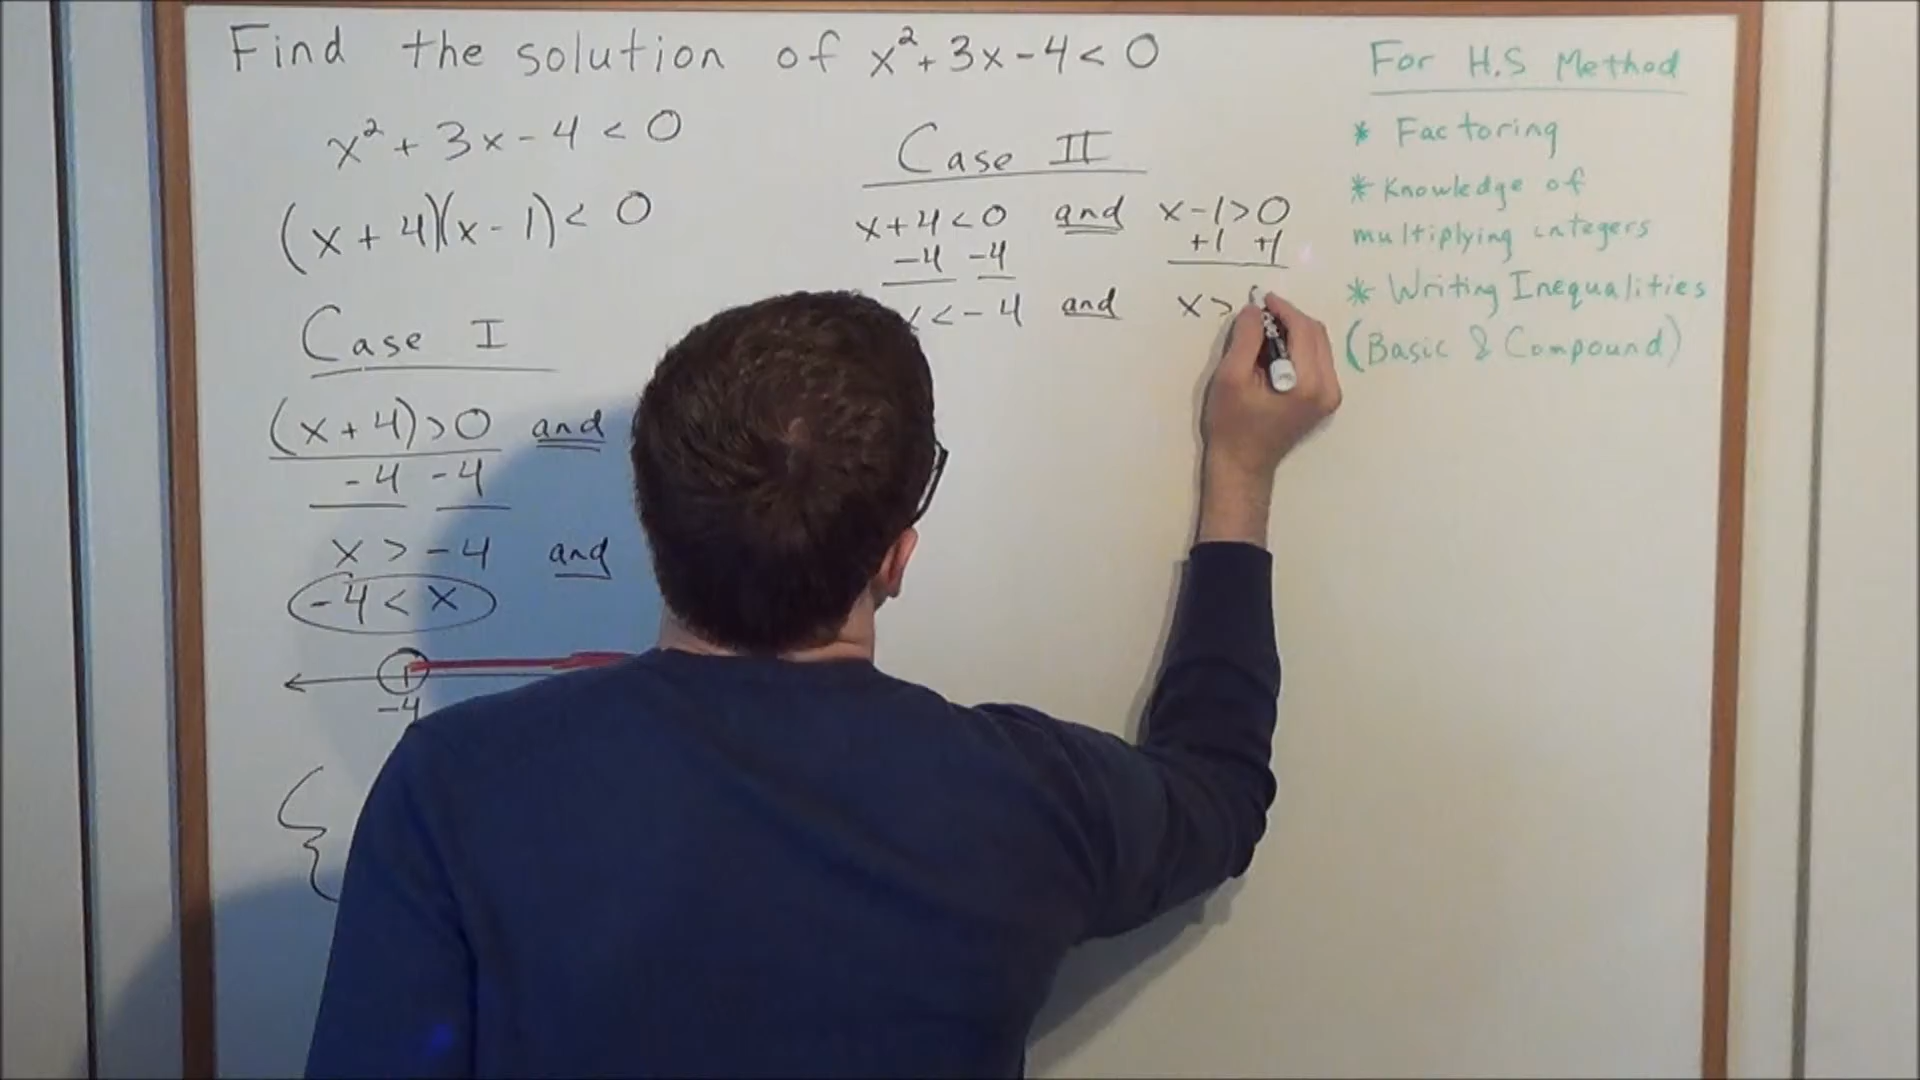 Find the solution of x²+3x-4<0
x²+3x-4<0
(x+4)(x-1)<0
Case I
(x+4)>0 and
-4 -4
x>-4 and
-4<x
-4
{
Case II
x+4<0 and x-1>0
-4 -4 +1 +1
<-4 and x>
For H.S Method
* Factoring
* Knowledge of
multiplying integers
* Writing Inequalities
(Basic & Compound)